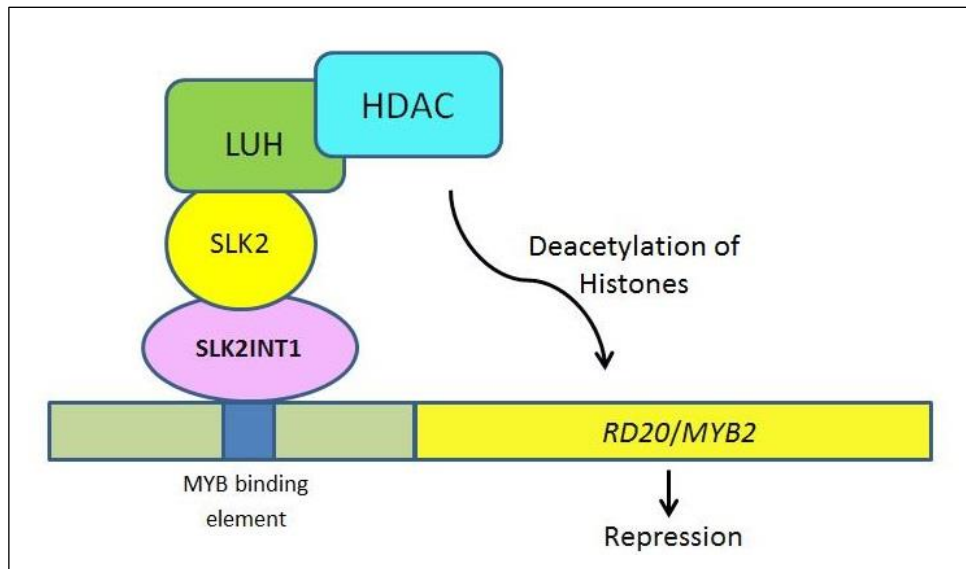 HDAC
LUH
SLK2
Deacetylation of
Histones
SLK2INT1
RD20/MYB2
MYB binding
element
Repression